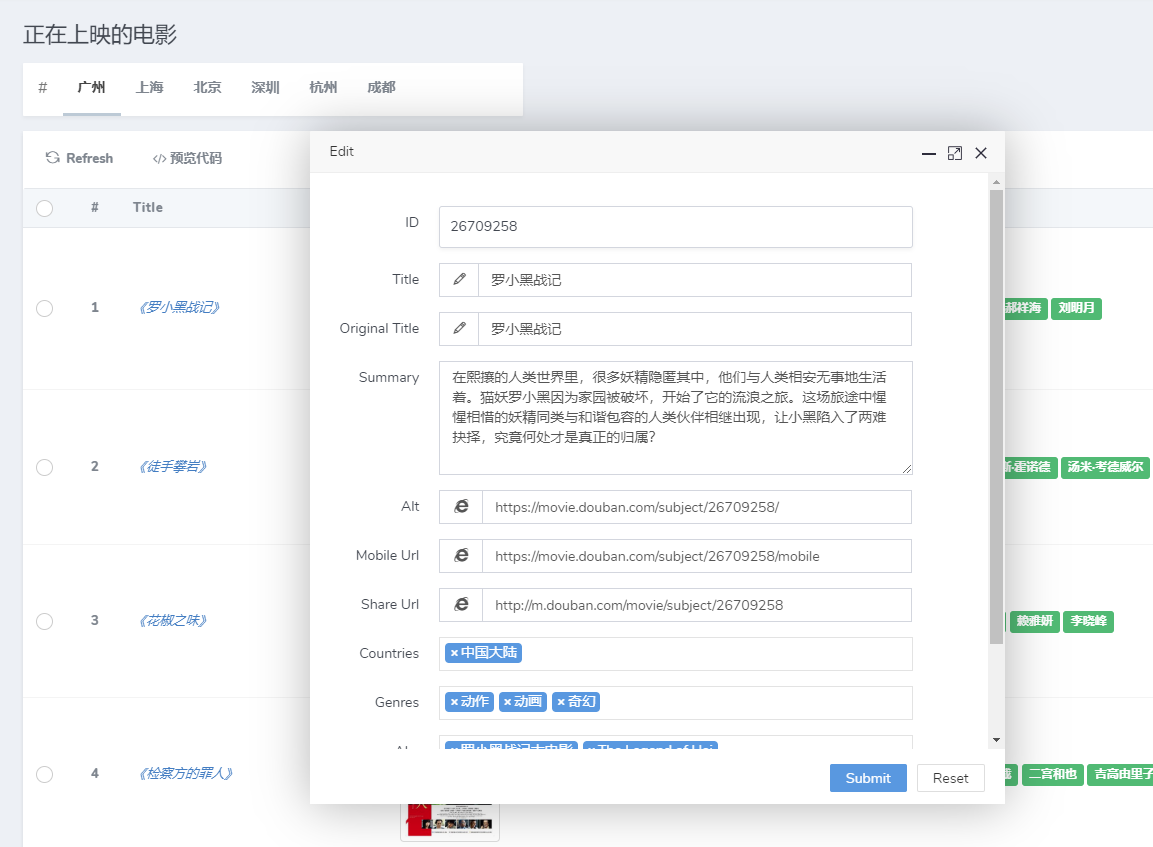 正在上映的电影
# 广州 上海 北京 深圳 杭州 成都
Refresh 预览代码
# Title
1 《罗小黑战记》 郝祥海 刘明月
2 《徒手攀岩》 汤米·考德威尔
3 《花椒之味》 赖雅妍 李晓峰
4 《检察方的罪人》 二宫和也 吉高由里子
Edit
ID 26709258
Title 罗小黑战记
Original Title 罗小黑战记
Summary
在熙攘的人类世界里，很多妖精隐匿其中，他们与人类相安无事地生活
着。猫妖罗小黑因为家园被破坏，开始了它的流浪之旅。这场旅途中惺
惺相惜的妖精同类与和谐包容的人类伙伴相继出现，让小黑陷入了两难
抉择，究竟何处才是真正的归属？
Alt https://movie.douban.com/subject/26709258/
Mobile Url https://movie.douban.com/subject/26709258/mobile
Share Url http://m.douban.com/movie/subject/26709258
Countries ×中国大陆
Genres ×动作 ×动画 ×奇幻
×罗小黑战记大电影 ×The Legend of Hei
Submit Reset